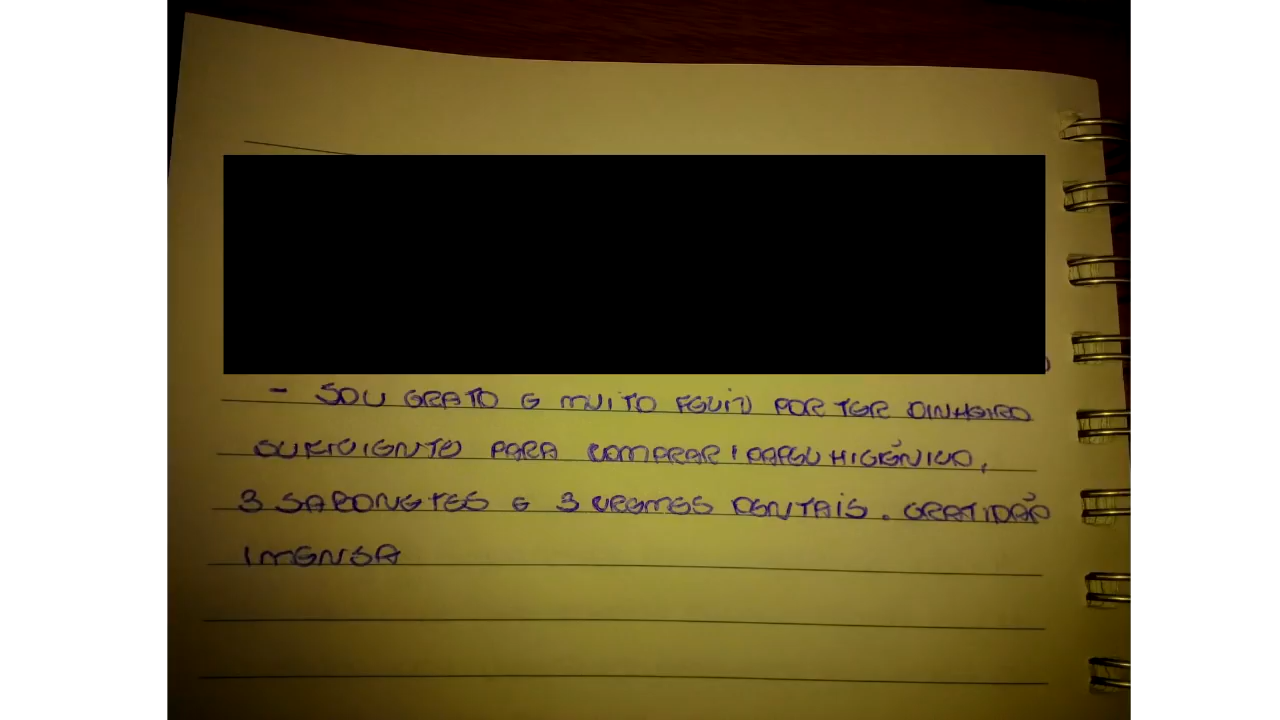 - SOU GRATO E MUITO FELIZ POR TER DINHEIRO
SUFICIENTE PARA COMPRAR 1 PAPEL HIGIÊNICO,
3 SABONETES E 3 CREMES DENTAIS. GRATIDÃO
IMENSA